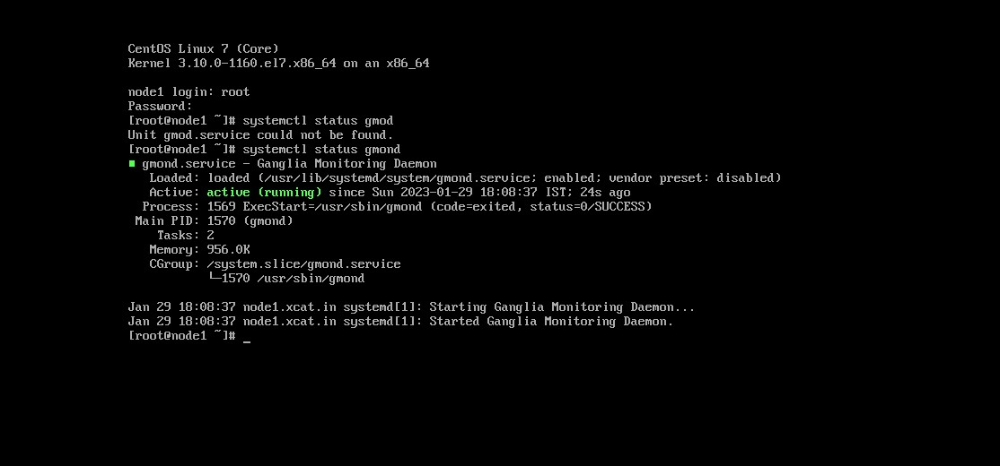 CentOS Linux 7 (Core)
Kernel 3.10.0-1160.el7.x86_64 on an x86_64
node1 login: root
Password:
[root@node1 ~]# systemctl status gmod
Unit gmod.service could not be found.
[root@node1 ~]# systemctl status gmond
■ gmond.service - Ganglia Monitoring Daemon
   Loaded: loaded (/usr/lib/systemd/system/gmond.service; enabled; vendor preset: disabled)
   Active: active (running) since Sun 2023-01-29 18:08:37 IST; 24s ago
  Process: 1569 ExecStart=/usr/sbin/gmond (code=exited, status=0/SUCCESS)
 Main PID: 1570 (gmond)
    Tasks: 2
   Memory: 956.0K
   CGroup: /system.slice/gmond.service
           └─1570 /usr/sbin/gmond
Jan 29 18:08:37 node1.xcat.in systemd[1]: Starting Ganglia Monitoring Daemon...
Jan 29 18:08:37 node1.xcat.in systemd[1]: Started Ganglia Monitoring Daemon.
[root@node1 ~]# _